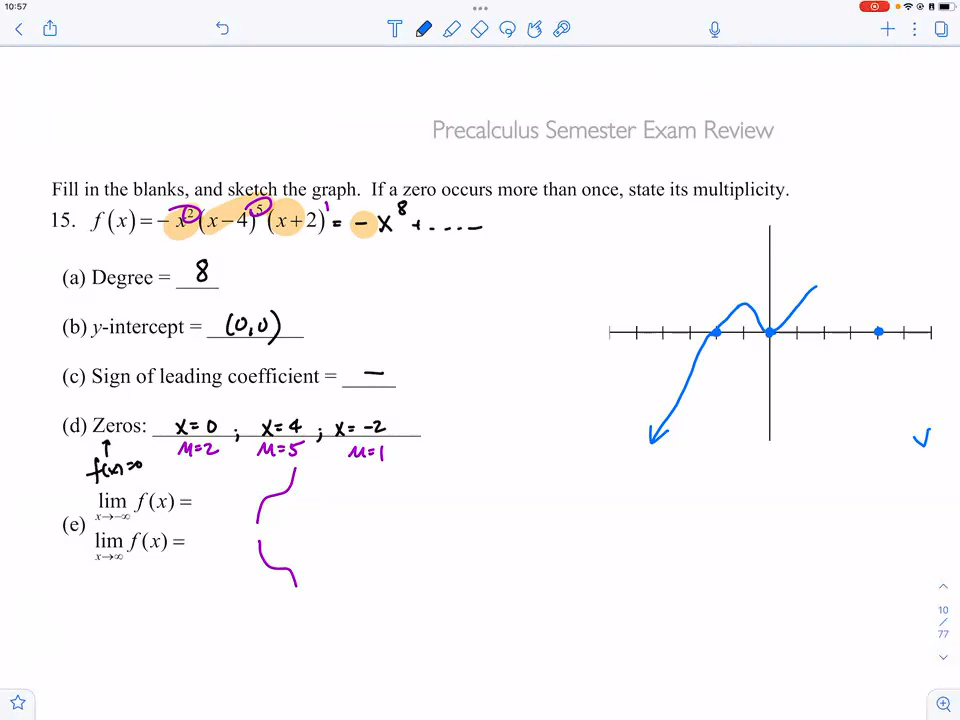 10:57
Precalculus Semester Exam Review
Fill in the blanks, and sketch the graph. If a zero occurs more than once, state its multiplicity.
15. f(x) = −x²(x−4)⁵(x+2)¹ = −x⁸ + ....−
(a) Degree = 8
(b) y-intercept = (0,0)
(c) Sign of leading coefficient = −
(d) Zeros: x=0 ; x=4 ; x=-2
M=2 M=5 M=1
f(x)=0
(e) lim x→−∞ f(x) =
lim x→∞ f(x) =
10
/
77